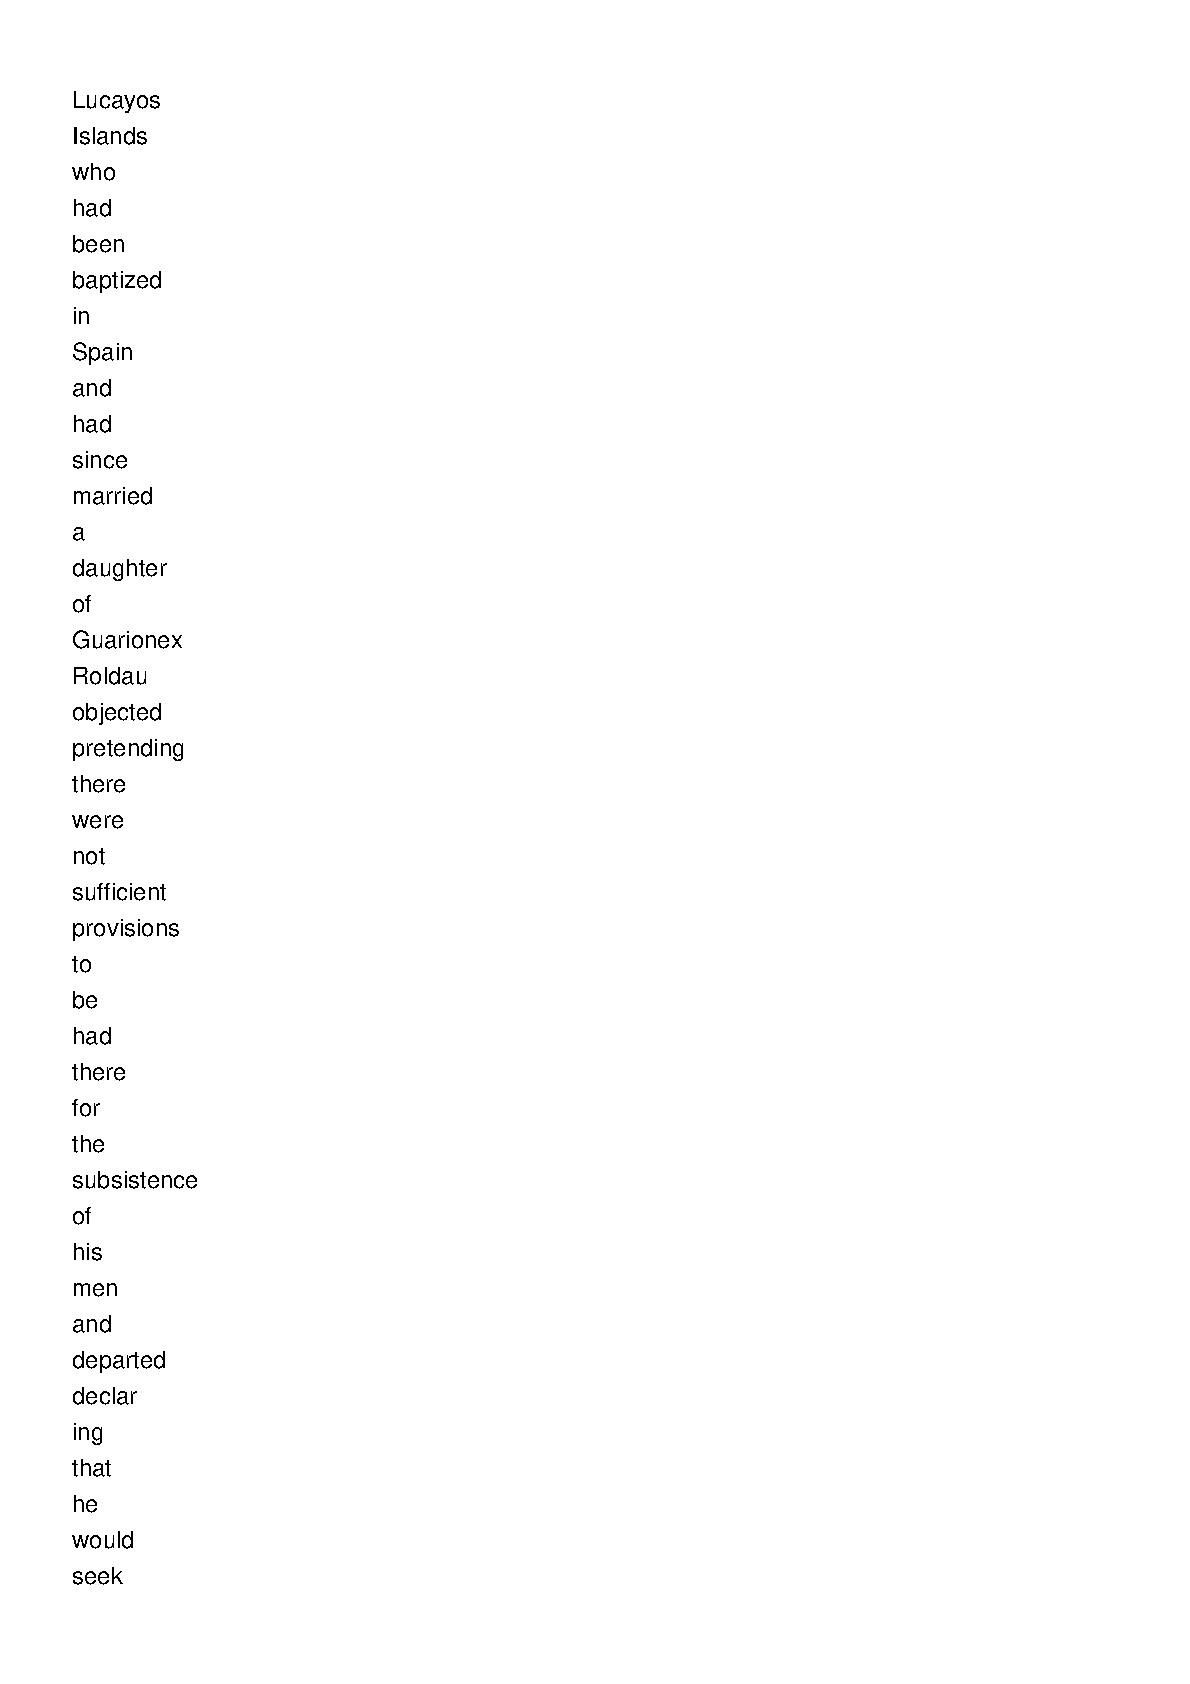 Lucayos
Islands
who
had
been
baptized
in
Spain
and
had
since
married
a
daughter
of
Guarionex
Roldau
objected
pretending
there
were
not
sufficient
provisions
to
be
had
there
for
the
subsistence
of
his
men
and
departed
declar
ing
that
he
would
seek